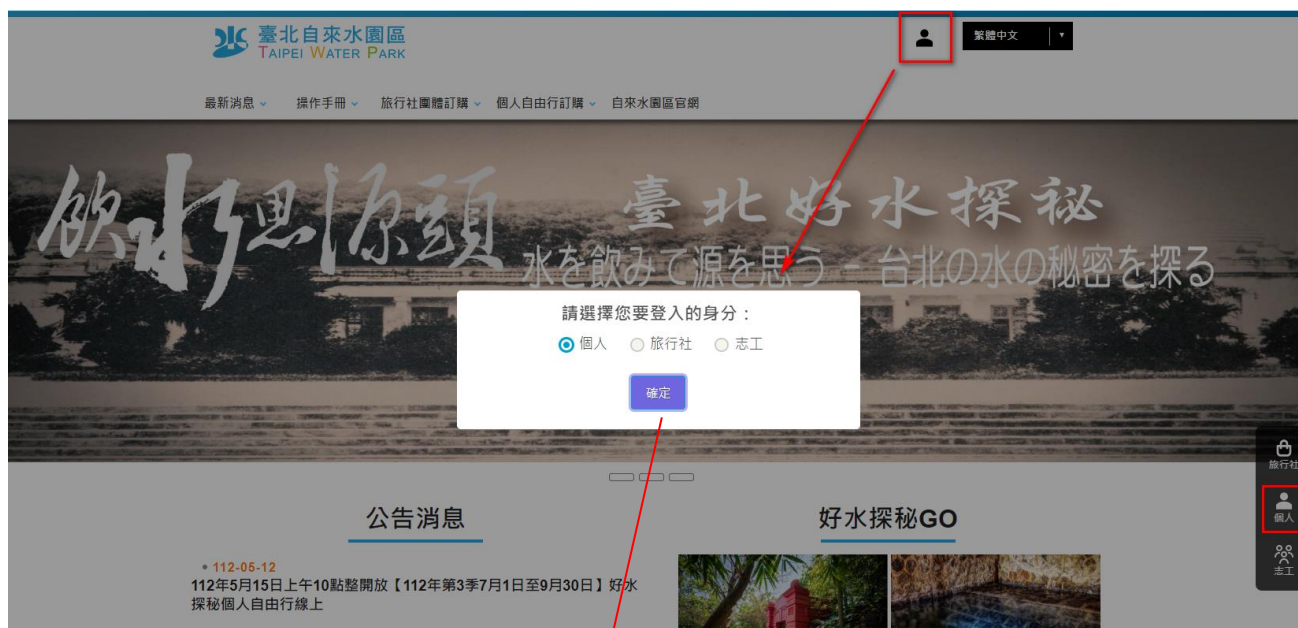 臺北自來水園區
TAIPEI WATER PARK
繁體中文
最新消息 操作手冊 旅行社團體訂購 個人自由行訂購 自來水園區官網
飲水思源頭
臺北好水探秘
水を飲みて源を思う - 台北の水の秘密を探る
請選擇您要登入的身分：
個人 旅行社 志工
確定
旅行社
個人
志工
公告消息
好水探秘GO
112-05-12
112年5月15日上午10點整開放【112年第3季7月1日至9月30日】好水
探秘個人自由行線上